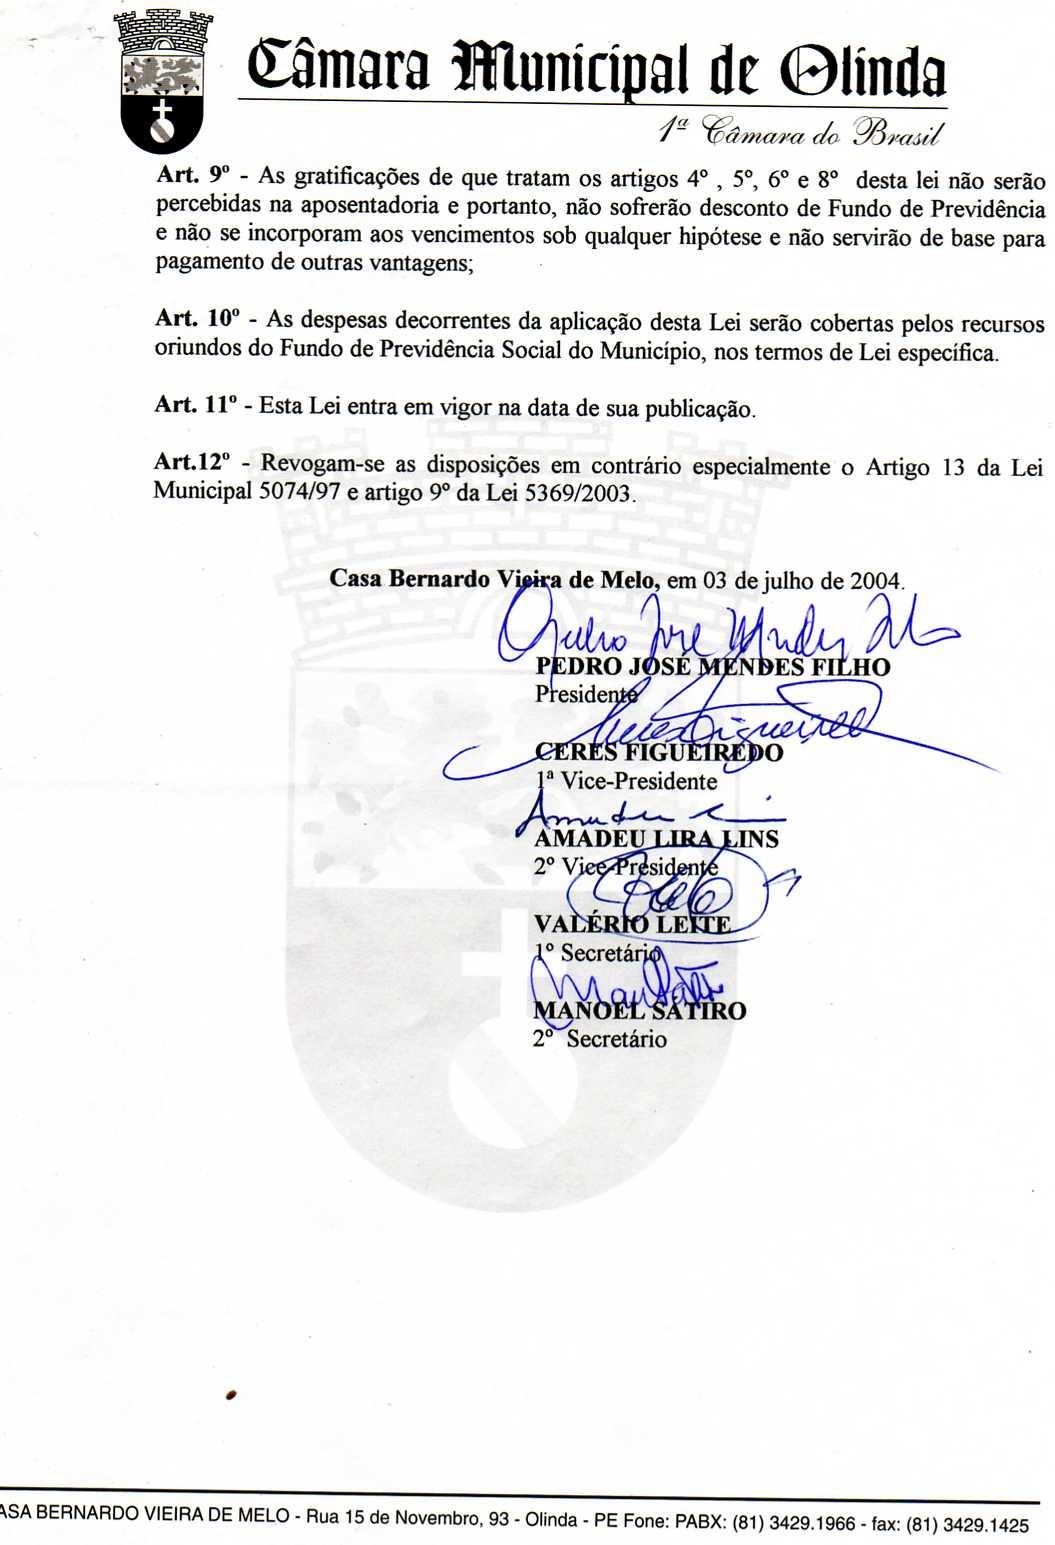 Câmara Municipal de Olinda
1ª Câmara do Brasil
Art. 9º - As gratificações de que tratam os artigos 4º , 5º, 6º e 8º desta lei não serão
percebidas na aposentadoria e portanto, não sofrerão desconto de Fundo de Previdência
e não se incorporam aos vencimentos sob qualquer hipótese e não servirão de base para
pagamento de outras vantagens;
Art. 10º - As despesas decorrentes da aplicação desta Lei serão cobertas pelos recursos
oriundos do Fundo de Previdência Social do Município, nos termos de Lei específica.
Art. 11º - Esta Lei entra em vigor na data de sua publicação.
Art.12º - Revogam-se as disposições em contrário especialmente o Artigo 13 da Lei
Municipal 5074/97 e artigo 9º da Lei 5369/2003.
Casa Bernardo Vieira de Melo, em 03 de julho de 2004.
Pedro José Mendes Filho
PEDRO JOSÉ MENDES FILHO
Presidente
Ceres Figueiredo
CERES FIGUEIREDO
1ª Vice-Presidente
Amadeu
AMADEU LIRA LINS
2º Vice-Presidente
VALÉRIO LEITE
1º Secretário
MANOEL SÁTIRO
2º Secretário
ASA BERNARDO VIEIRA DE MELO - Rua 15 de Novembro, 93 - Olinda - PE Fone: PABX: (81) 3429.1966 - fax: (81) 3429.1425